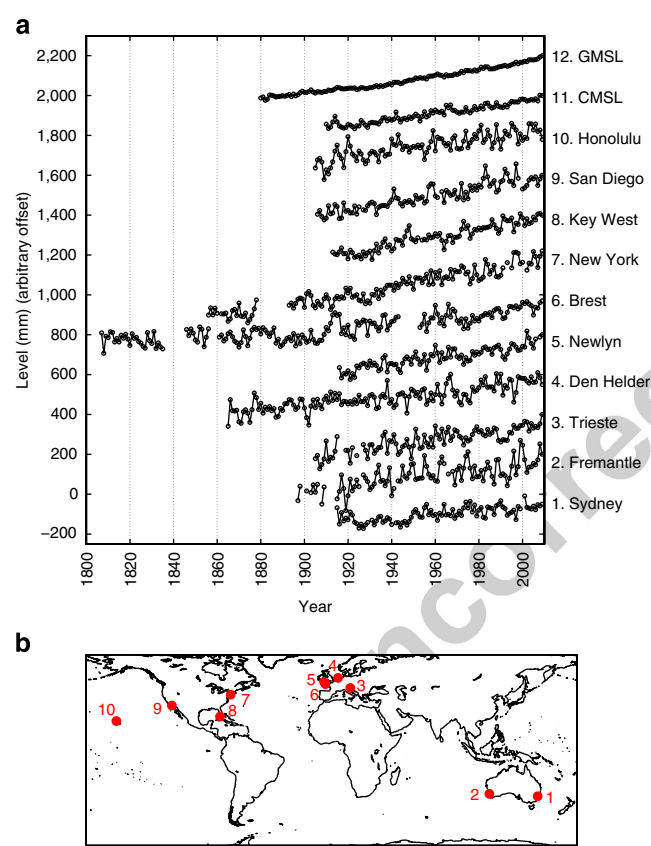 a
2,200
2,000
1,800
1,600
1,400
1,200
1,000
800
600
400
200
0
−200
Level (mm) (arbitrary offset)
12. GMSL
11. CMSL
10. Honolulu
9. San Diego
8. Key West
7. New York
6. Brest
5. Newlyn
4. Den Helder
3. Trieste
2. Fremantle
1. Sydney
1800 1820 1840 1860 1880 1900 1920 1940 1960 1980 2000
Year
b
4
5
3
6
7
9
8
10
2
1
ncorrec